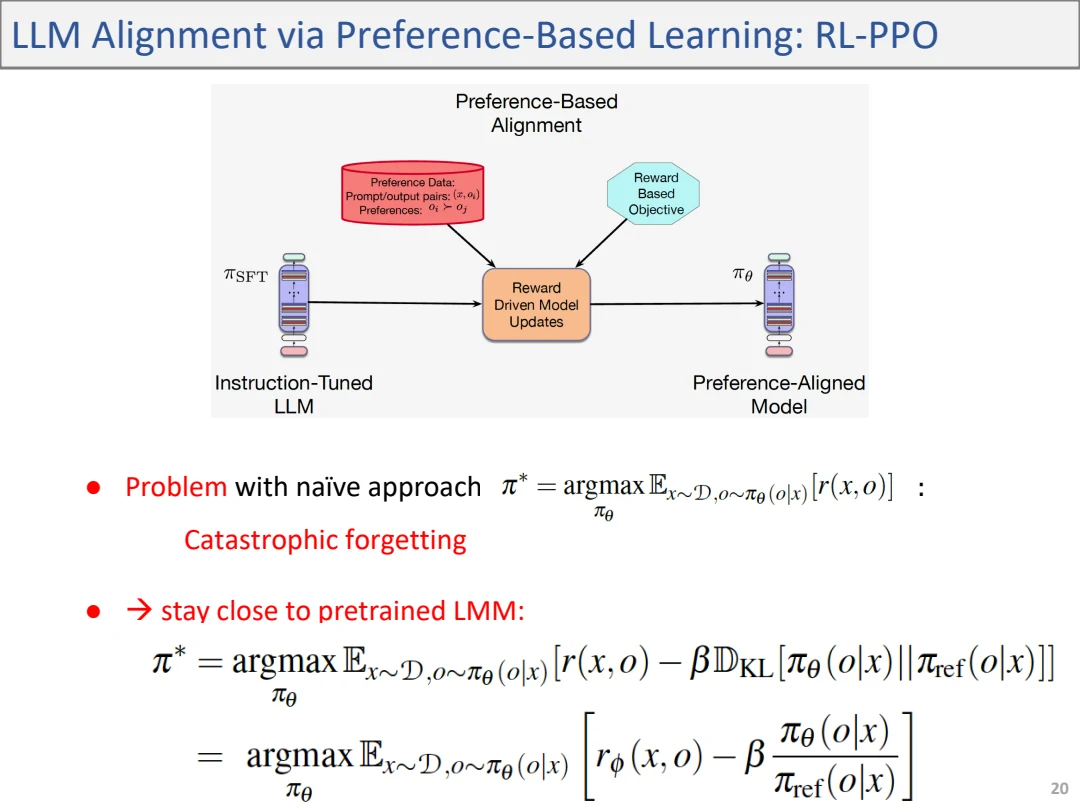 LLM Alignment via Preference-Based Learning: RL-PPO
Preference-Based
Alignment
Preference Data:
Prompt/output pairs: (x, oᵢ)
Preferences: oᵢ ≻ oⱼ
Reward
Based
Objective
π_SFT
Reward
Driven Model
Updates
π_θ
Instruction-Tuned
LLM
Preference-Aligned
Model
● Problem with naïve approach π* = argmax_{π_θ} 𝔼_{x∼𝒟,o∼π_θ(o|x)}[r(x,o)] :
Catastrophic forgetting
● → stay close to pretrained LMM:
π* = argmax_{π_θ} 𝔼_{x∼𝒟,o∼π_θ(o|x)}[r(x,o) − β𝔻_KL[π_θ(o|x)||π_ref(o|x)]]
= argmax_{π_θ} 𝔼_{x∼𝒟,o∼π_θ(o|x)} [r_ϕ(x,o) − β π_θ(o|x)/π_ref(o|x)]
20